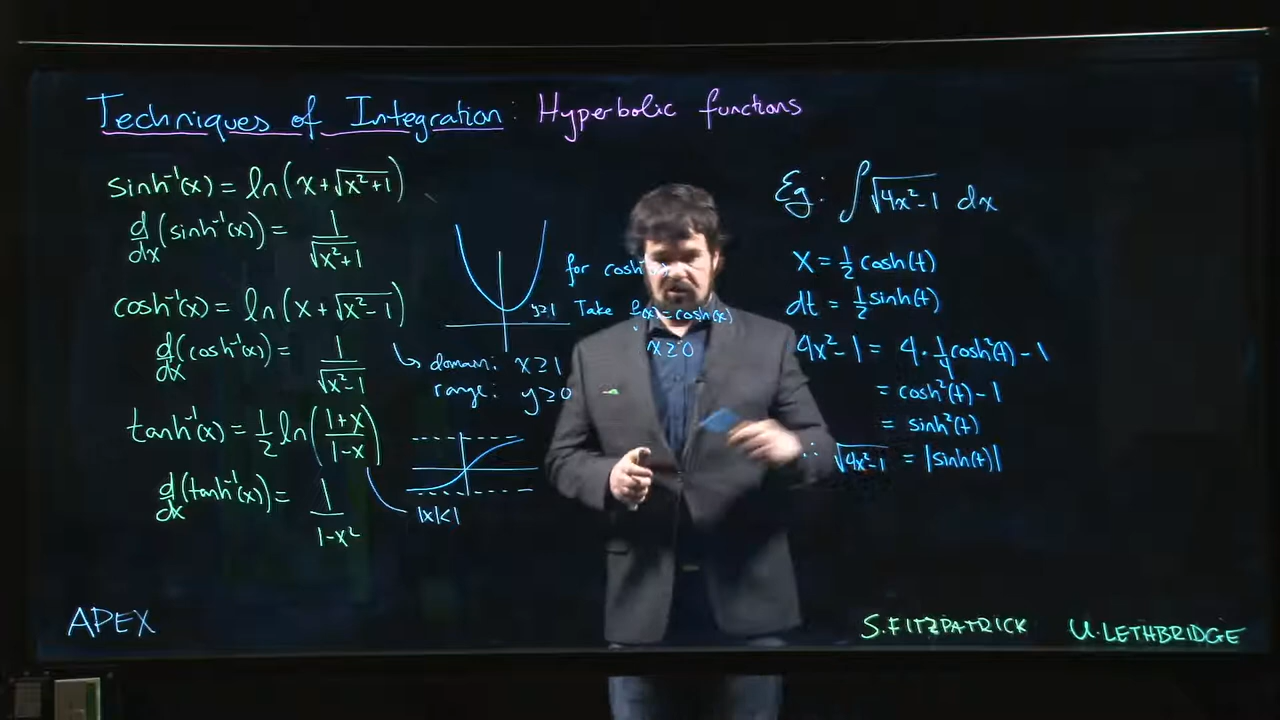 Techniques of Integration: Hyperbolic functions
sinh⁻¹(x) = ln(x+√(x²+1))
d/dx(sinh⁻¹(x)) = 1/√(x²+1)
cosh⁻¹(x) = ln(x+√(x²-1))
d/dx(cosh⁻¹(x)) = 1/√(x²-1)
tanh⁻¹(x) = 1/2 ln((1+x)/(1-x))
d/dx(tanh⁻¹(x)) = 1/(1-x²)
for
y≥1
Take f(x)=cosh(x)
x≥0
domain: x≥1
range: y≥0
|x|<1
Eg: ∫√(4x²-1) dx
x = 1/2 cosh(t)
dt = 1/2 sinh(t)
4x²-1 = 4·1/4 cosh²(t)-1
= cosh²(t)-1
= sinh²(t)
∴ √(4x²-1) = |sinh(t)|
APEX
S.FITZPATRICK U.LETHBRIDGE